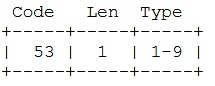 Code Len Type
+-----+-----+-----+
| 53 | 1 | 1-9 |
+-----+-----+-----+